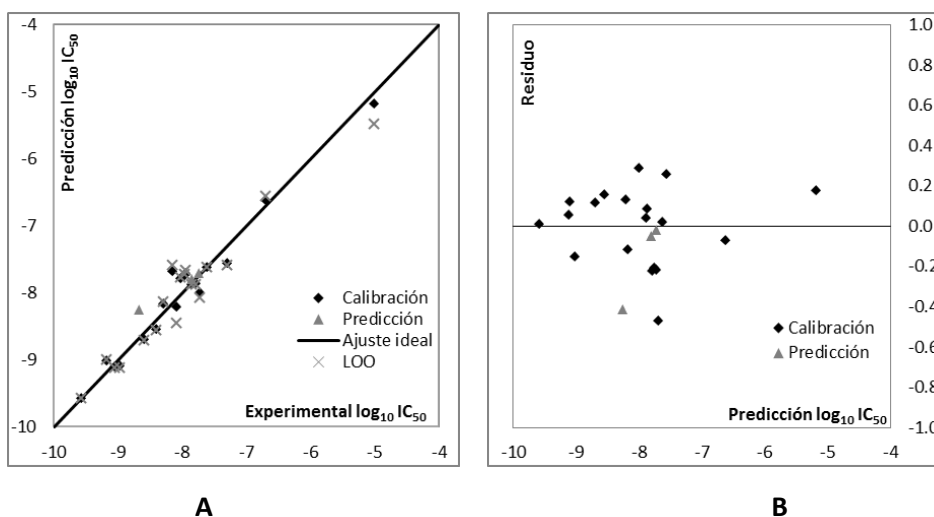 -4
-5
-6
-7
-8
-9
-10
Predicción log10 IC50
Calibración
Predicción
Ajuste ideal
LOO
Experimental log10 IC50
-10 -9 -8 -7 -6 -5 -4
A
Residuo
1.0
0.8
0.6
0.4
0.2
0.0
-0.2
-0.4
-0.6
-0.8
-1.0
Calibración
Predicción
Predicción log10 IC50
-10 -9 -8 -7 -6 -5 -4
B